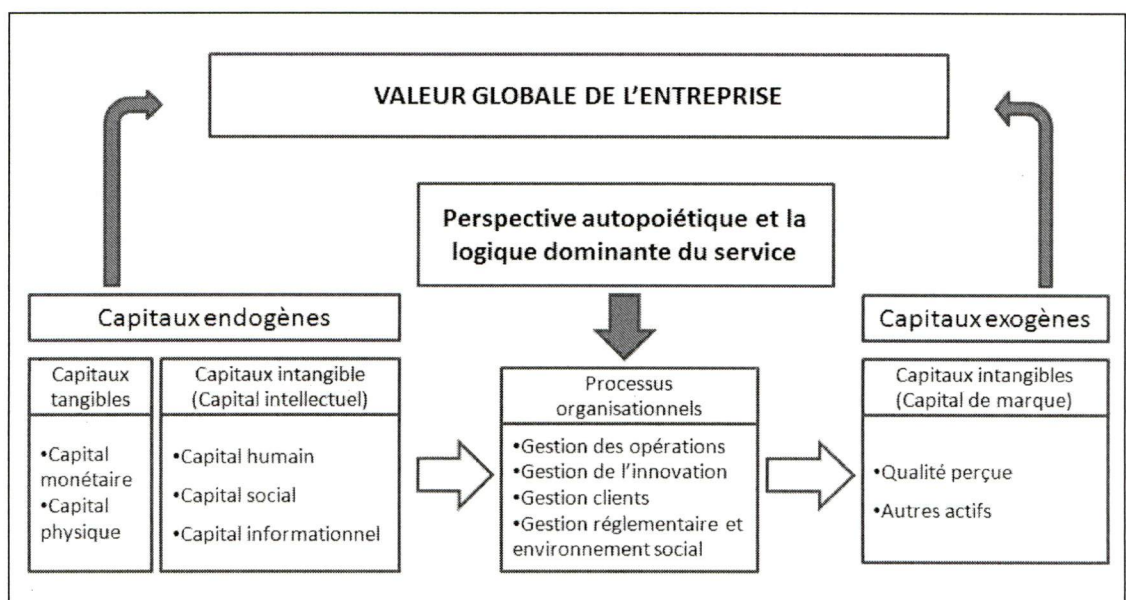 VALEUR GLOBALE DE L'ENTREPRISE
Perspective autopoiétique et la
logique dominante du service
Capitaux endogènes
Capitaux exogènes
Capitaux
tangibles
•Capital
monétaire
•Capital
physique
Capitaux intangible
(Capital intellectuel)
•Capital humain
•Capital social
•Capital informationnel
Processus
organisationnels
•Gestion des opérations
•Gestion de l'innovation
•Gestion clients
•Gestion réglementaire et
environnement social
Capitaux intangibles
(Capital de marque)
•Qualité perçue
•Autres actifs